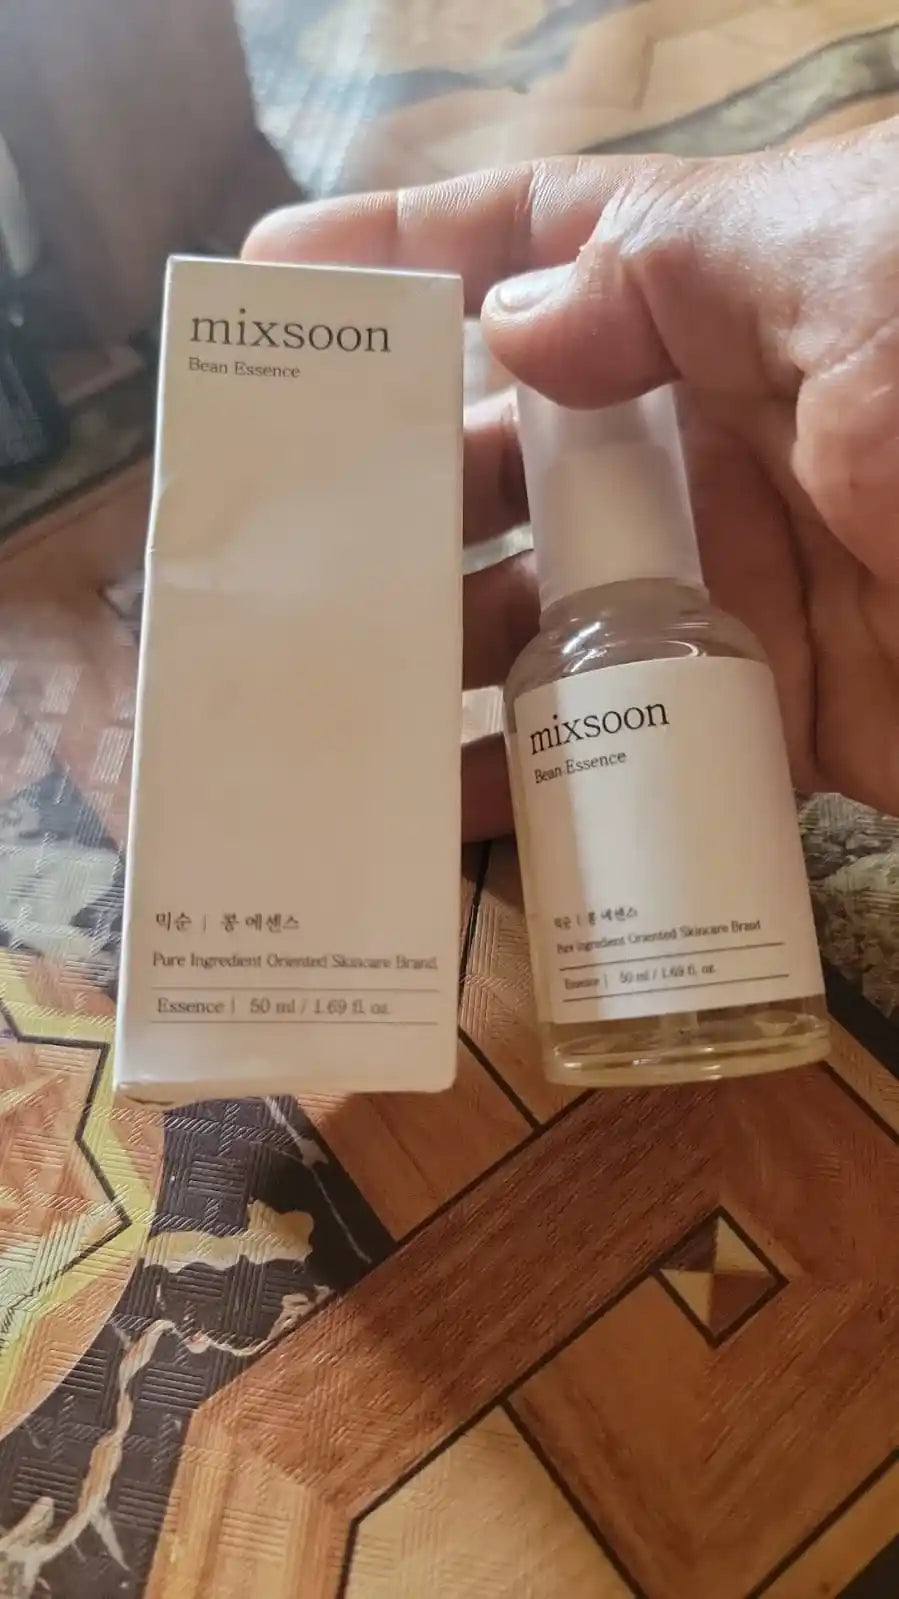 mixsoon
Bean Essence
믹순 | 콩 에센스
Pure Ingredient Oriented Skincare Brand
Essence | 50 ml / 1.69 fl. oz.
mixsoon
Bean Essence
믹순 | 콩 에센스
Pure Ingredient Oriented Skincare Brand
Essence | 50 ml / 1.69 fl. oz.